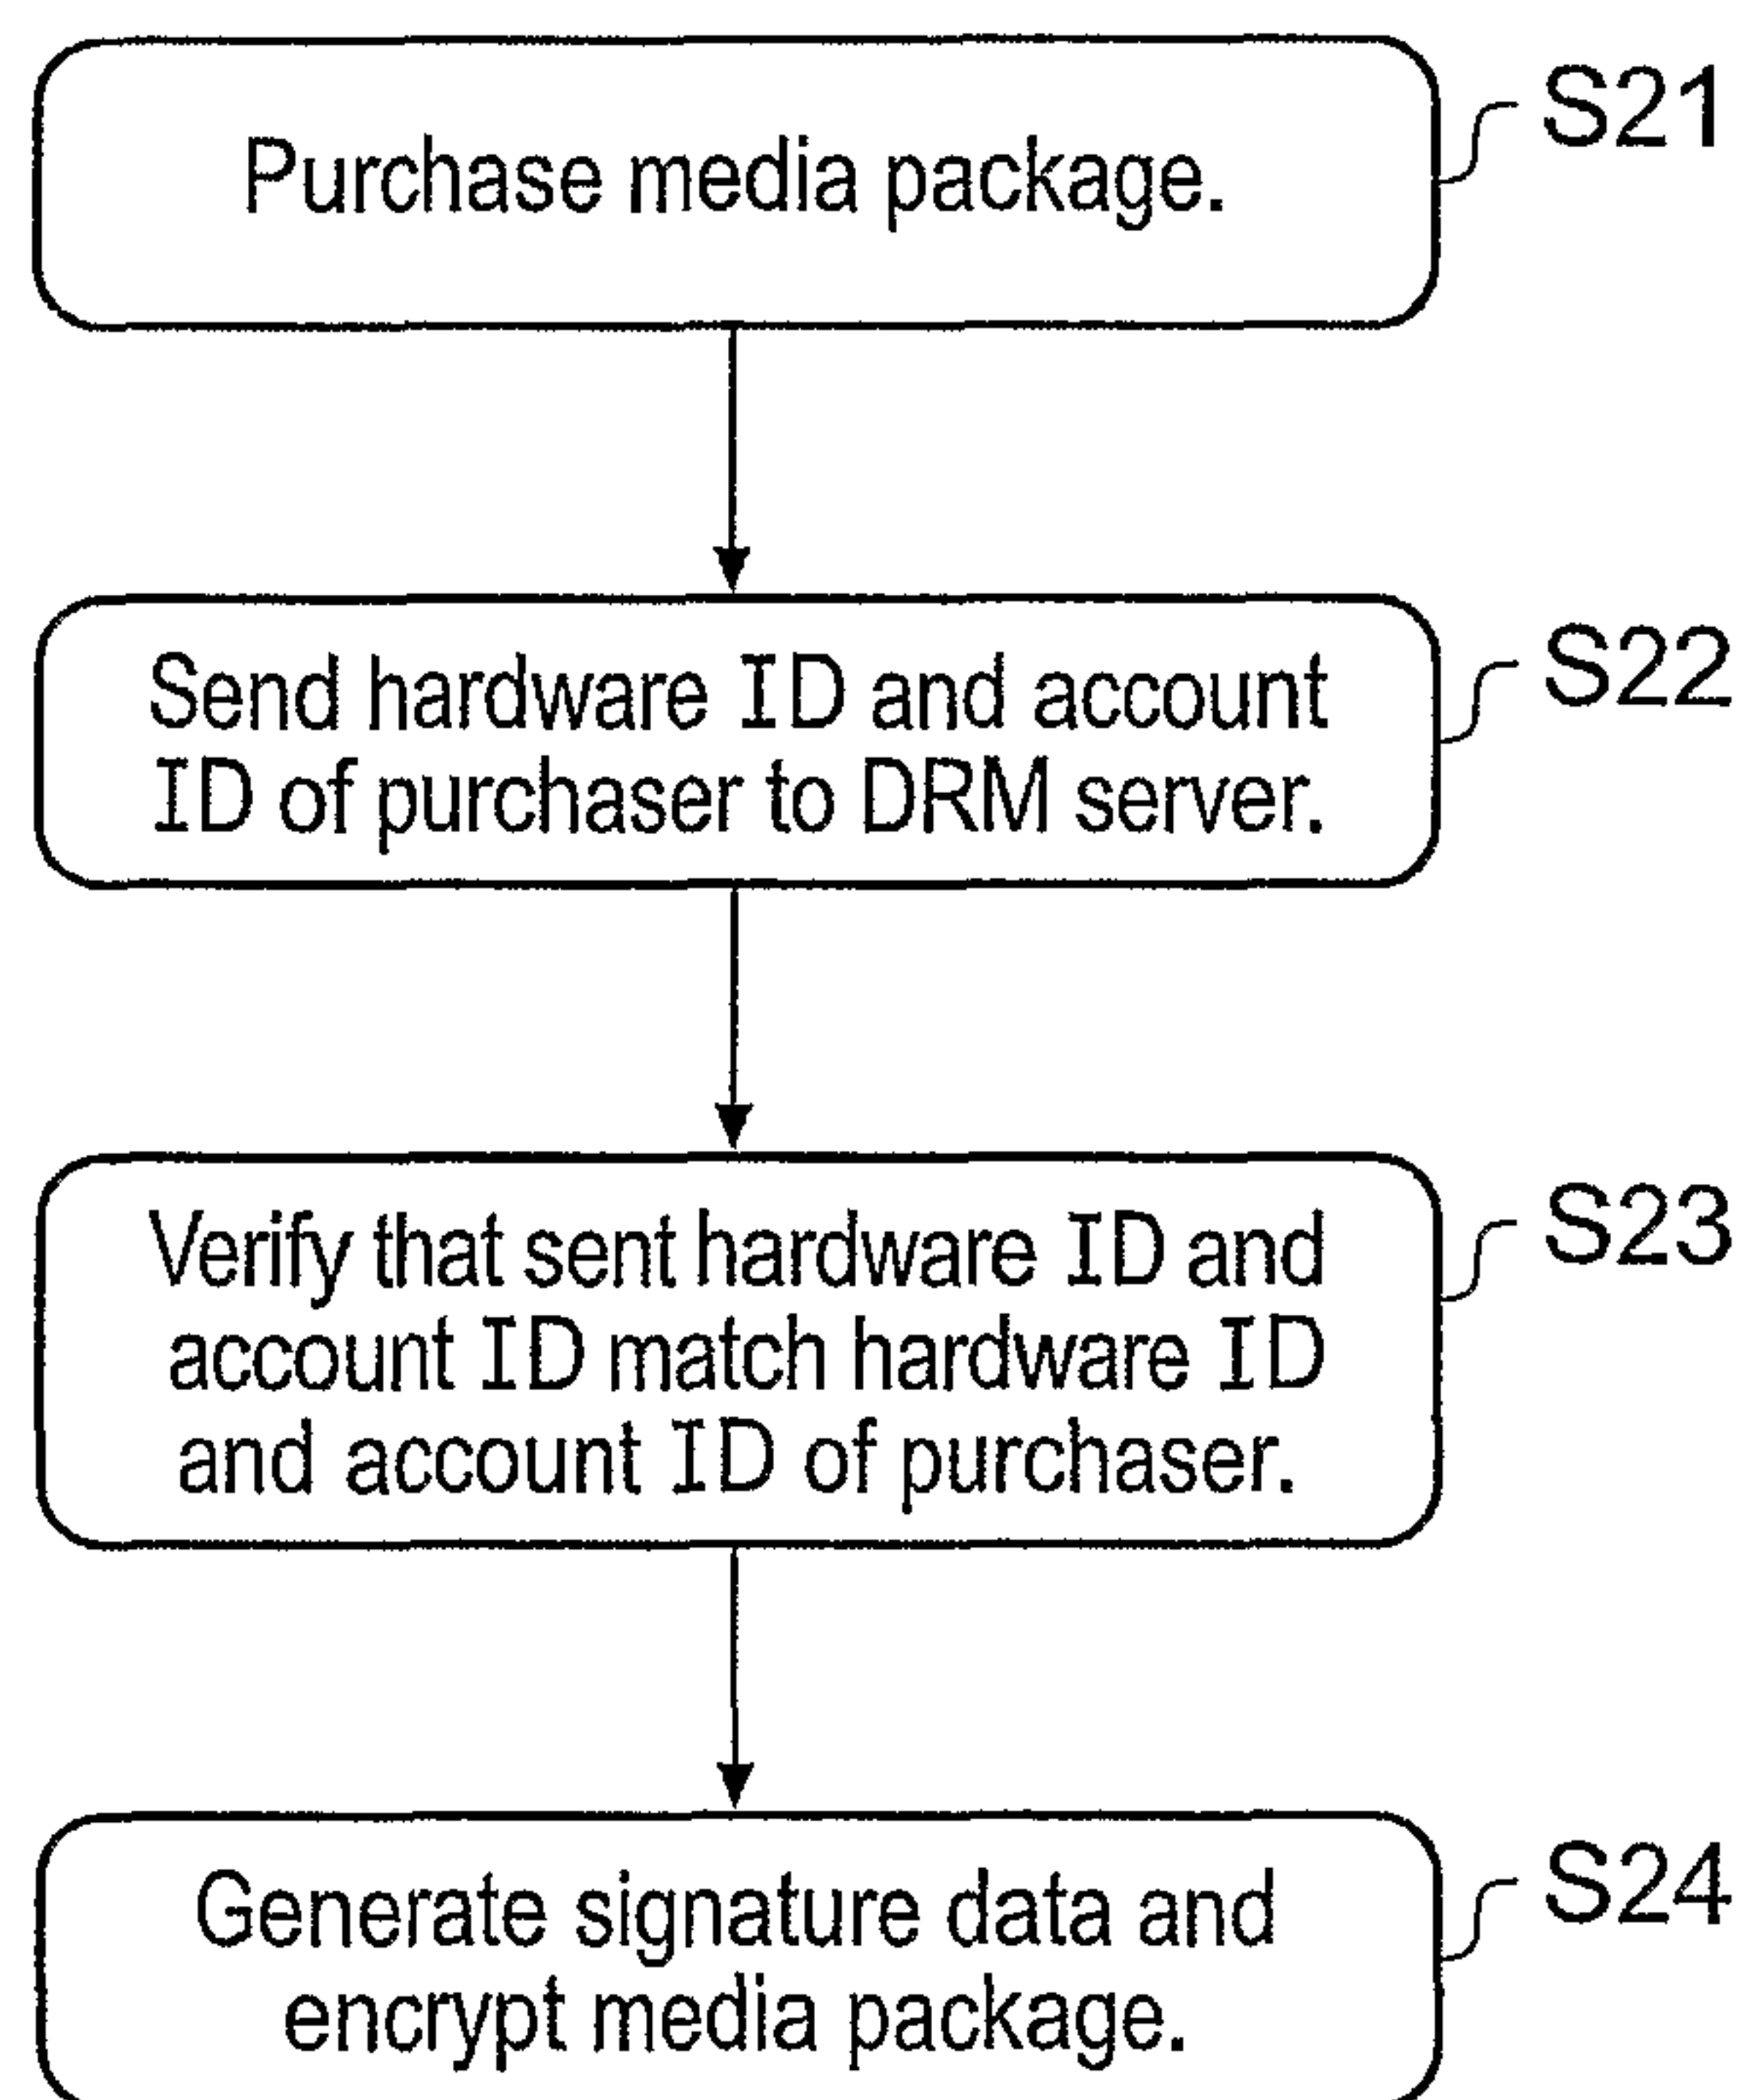 Purchase media package.
S21
Send hardware ID and account
ID of purchaser to DRM server.
S22
Verify that sent hardware ID and
account ID match hardware ID
and account ID of purchaser.
S23
Generate signature data and
encrypt media package.
S24